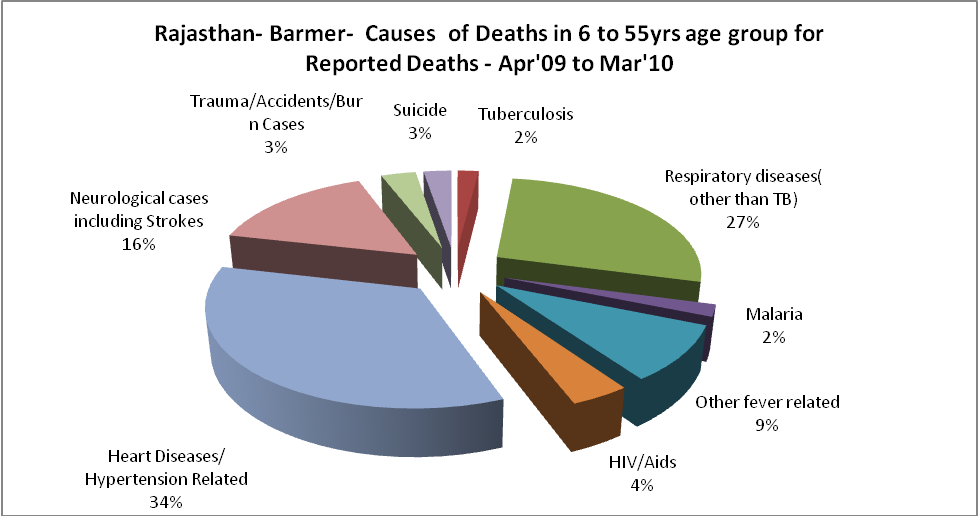 Rajasthan- Barmer-  Causes  of Deaths in 6 to 55yrs age group for
Reported Deaths - Apr'09 to Mar'10
Trauma/Accidents/Bur
n Cases
3%
Suicide
3%
Tuberculosis
2%
Respiratory diseases(
other than TB)
27%
Neurological cases
including Strokes
16%
Malaria
2%
Other fever related
9%
HIV/Aids
4%
Heart Diseases/
Hypertension Related
34%